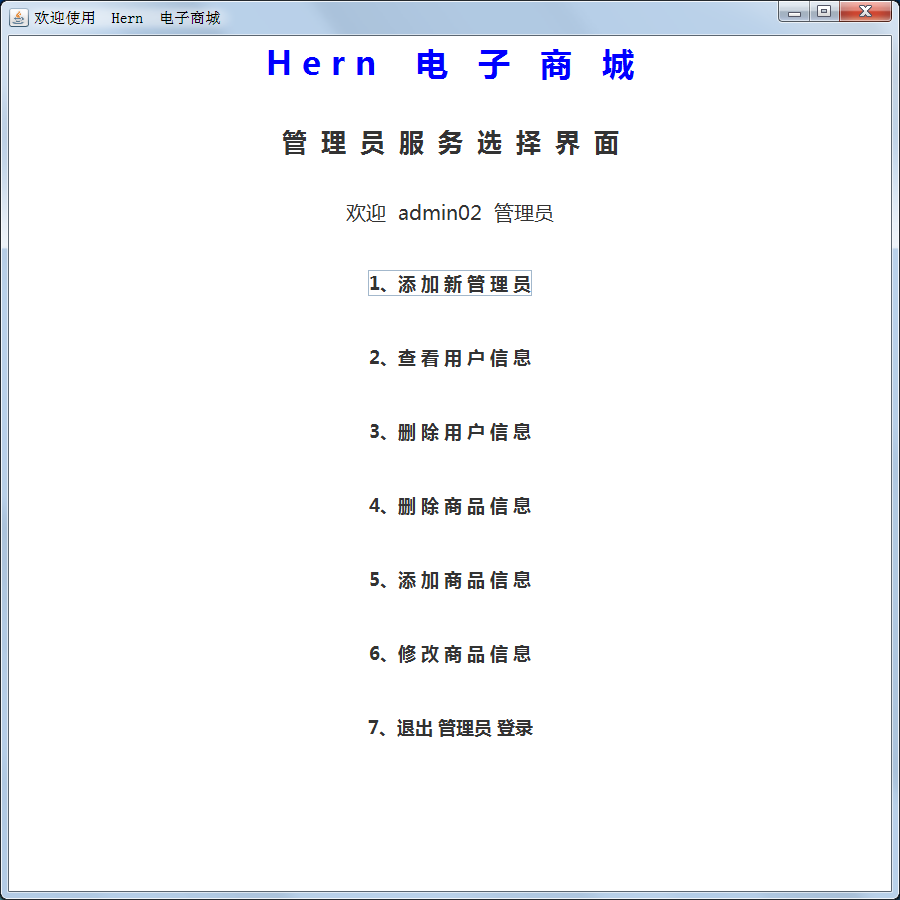 欢迎使用 Hern 电子商城
Hern 电 子 商 城
管 理 员 服 务 选 择 界 面
欢迎 admin02 管理员
1、添 加 新 管 理 员
2、查 看 用 户 信 息
3、删 除 用 户 信 息
4、删 除 商 品 信 息
5、添 加 商 品 信 息
6、修 改 商 品 信 息
7、退出 管理员 登录